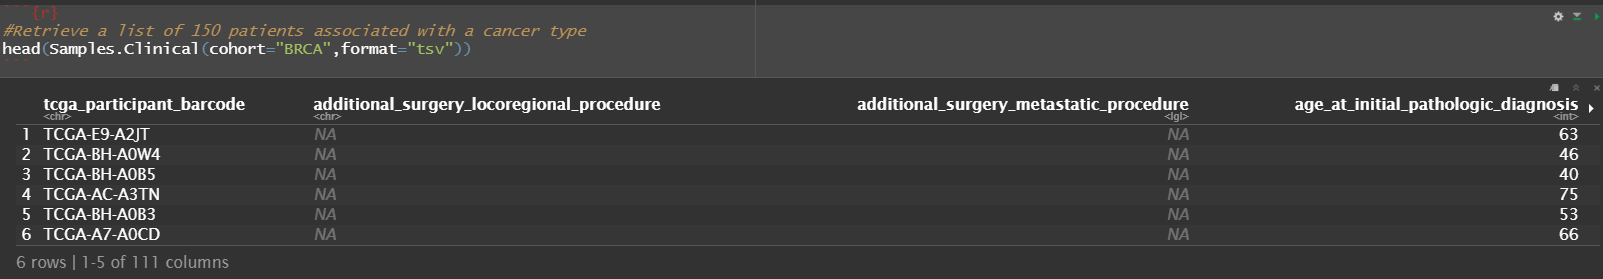 ```{r}
#Retrieve a list of 150 patients associated with a cancer type
head(Samples.Clinical(cohort="BRCA",format="tsv"))
```
tcga_participant_barcode additional_surgery_locoregional_procedure additional_surgery_metastatic_procedure age_at_initial_pathologic_diagnosis
<chr> <chr> <lgl> <int>
1 TCGA-E9-A2JT NA NA 63
2 TCGA-BH-A0W4 NA NA 46
3 TCGA-BH-A0B5 NA NA 40
4 TCGA-AC-A3TN NA NA 75
5 TCGA-BH-A0B3 NA NA 53
6 TCGA-A7-A0CD NA NA 66
6 rows | 1-5 of 111 columns